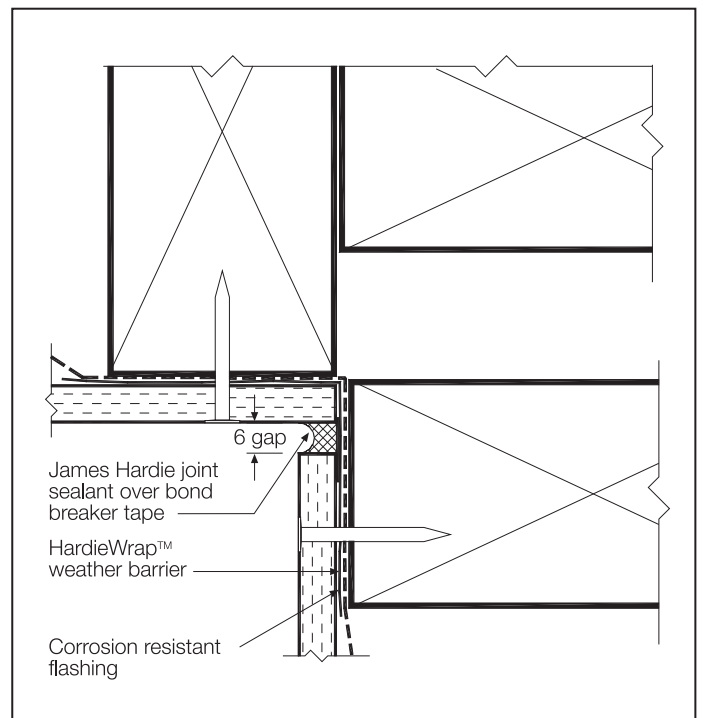 6 gap
James Hardie joint
sealant over bond
breaker tape
HardieWrap™
weather barrier
Corrosion resistant
flashing